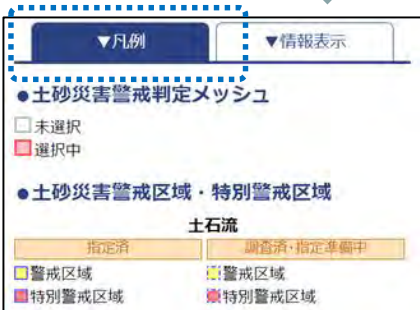 ▼凡例 ▼情報表示
●土砂災害警戒判定メッシュ
未選択
選択中
●土砂災害警戒区域・特別警戒区域
土石流
指定済 調査済・指定準備中
警戒区域 警戒区域
特別警戒区域 特別警戒区域